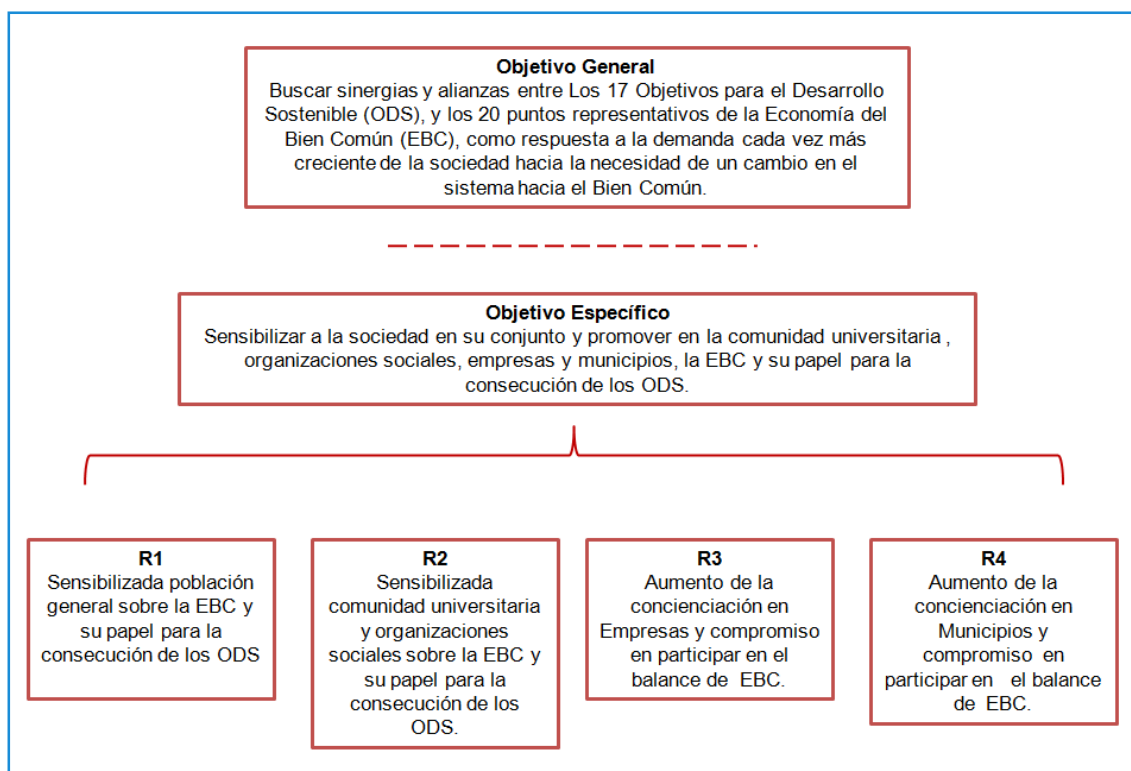 Objetivo General
Buscar sinergias y alianzas entre Los 17 Objetivos para el Desarrollo
Sostenible (ODS), y los 20 puntos representativos de la Economía del
Bien Común (EBC), como respuesta a la demanda cada vez más
creciente de la sociedad hacia la necesidad de un cambio en el
sistema hacia el Bien Común.
Objetivo Específico
Sensibilizar a la sociedad en su conjunto y promover en la comunidad universitaria ,
organizaciones sociales, empresas y municipios, la EBC y su papel para la
consecución de los ODS.
R1
Sensibilizada población
general sobre la EBC y
su papel para la
consecución de los ODS
R2
Sensibilizada
comunidad universitaria
y organizaciones
sociales sobre la EBC y
su papel para la
consecución de los
ODS.
R3
Aumento de la
concienciación en
Empresas y compromiso
en participar en el
balance de EBC.
R4
Aumento de la
concienciación en
Municipios y
compromiso en
participar en el balance
de EBC.